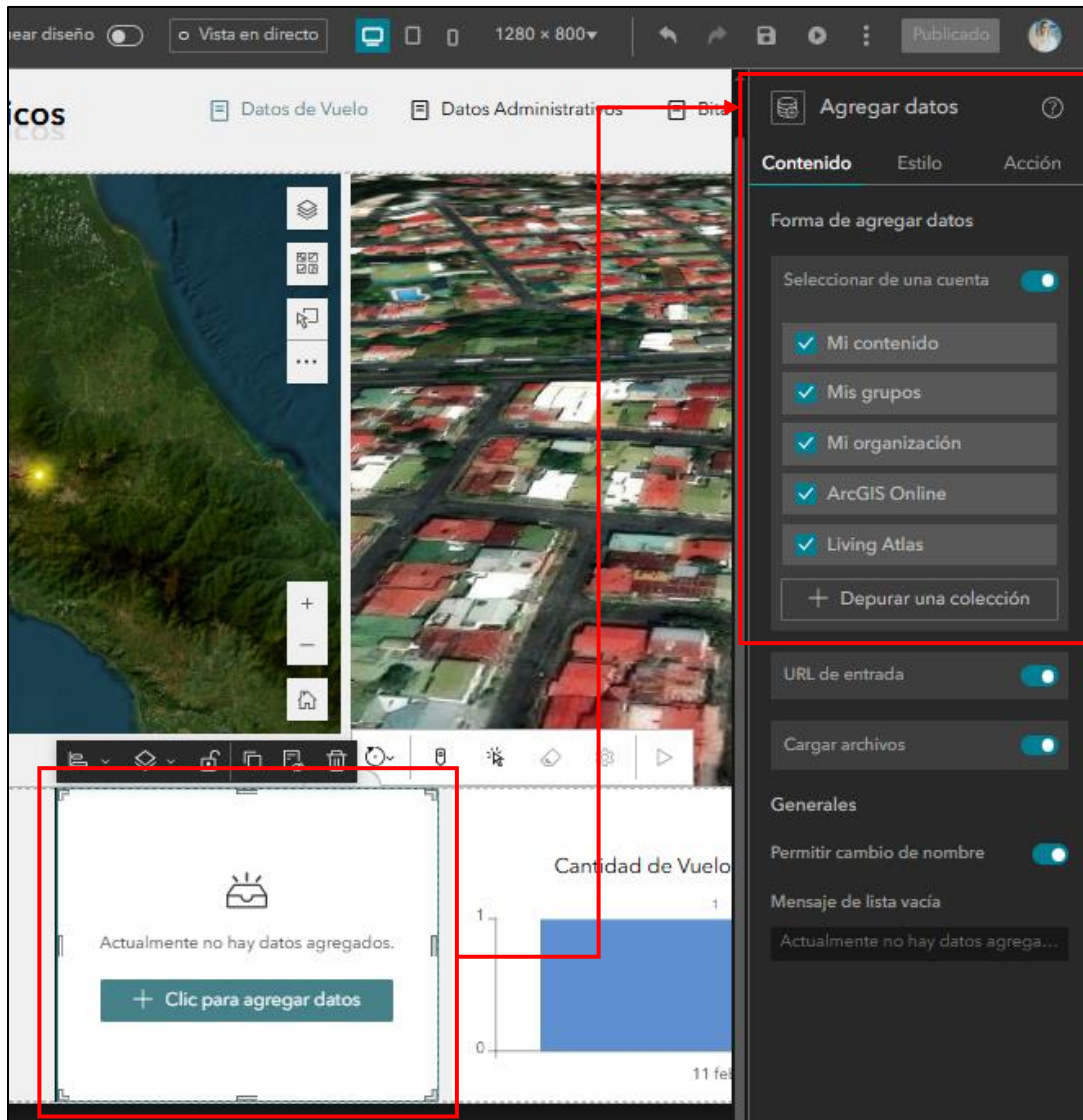 ear diseño
Vista en directo
1280 × 800
Publicado
icos
Datos de Vuelo
Datos Administrativos
Bita
Agregar datos
Contenido
Estilo
Acción
Forma de agregar datos
Seleccionar de una cuenta
Mi contenido
Mis grupos
Mi organización
ArcGIS Online
Living Atlas
+ Depurar una colección
URL de entrada
Cargar archivos
Generales
Permitir cambio de nombre
Mensaje de lista vacía
Actualmente no hay datos agrega...
Actualmente no hay datos agregados.
+ Clic para agregar datos
Cantidad de Vuelo
1
1
0
11 feb